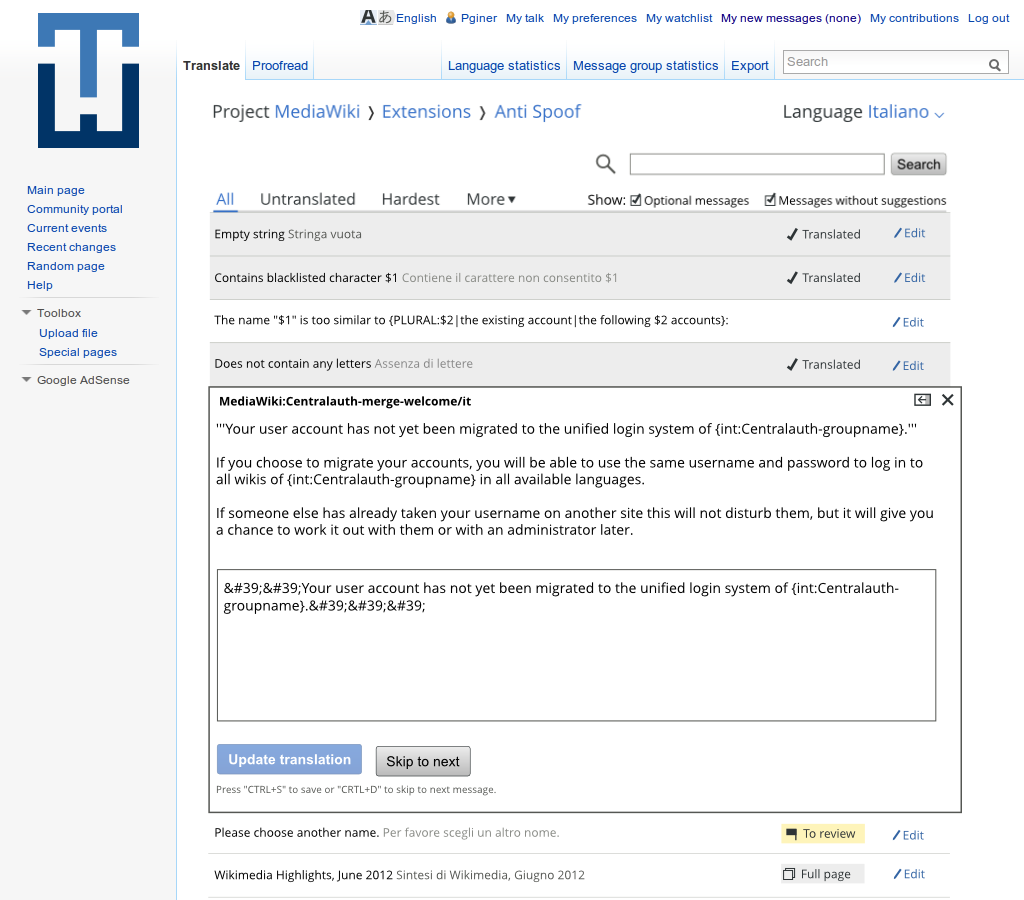 Aあ English Pginer My talk My preferences My watchlist My new messages (none) My contributions Log out
Translate Proofread Language statistics Message group statistics Export Search
Project MediaWiki ❭ Extensions ❭ Anti Spoof Language Italiano
Search
Main page
Community portal
Current events
Recent changes
Random page
Help
Toolbox
Upload file
Special pages
Google AdSense
All Untranslated Hardest More Show: Optional messages Messages without suggestions
Empty string Stringa vuota Translated Edit
Contains blacklisted character $1 Contiene il carattere non consentito $1 Translated Edit
The name "$1" is too similar to {PLURAL:$2|the existing account|the following $2 accounts}: Edit
Does not contain any letters Assenza di lettere Translated Edit
MediaWiki:Centralauth-merge-welcome/it
'''Your user account has not yet been migrated to the unified login system of {int:Centralauth-groupname}.'''
If you choose to migrate your accounts, you will be able to use the same username and password to log in to
all wikis of {int:Centralauth-groupname} in all available languages.
If someone else has already taken your username on another site this will not disturb them, but it will give you
a chance to work it out with them or with an administrator later.
&#39;&#39;Your user account has not yet been migrated to the unified login system of {int:Centralauth-
groupname}.&#39;&#39;&#39;
Update translation Skip to next
Press "CTRL+S" to save or "CRTL+D" to skip to next message.
Please choose another name. Per favore scegli un altro nome. To review Edit
Wikimedia Highlights, June 2012 Sintesi di Wikimedia, Giugno 2012 Full page Edit